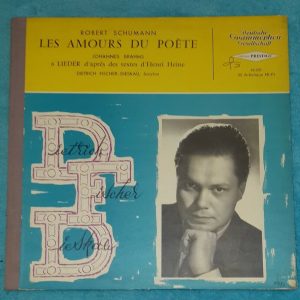 ROBERT SCHUMANN
LES AMOURS DU POÈTE
JOHANNES BRAHMS
6 LIEDER d'après des textes d'Henri Heine
DIETRICH FISCHER-DIESKAU, baryton
Deutsche
Grammophon
Gesellschaft
PRESTIGE
Dietrich
Fischer
Dieskau